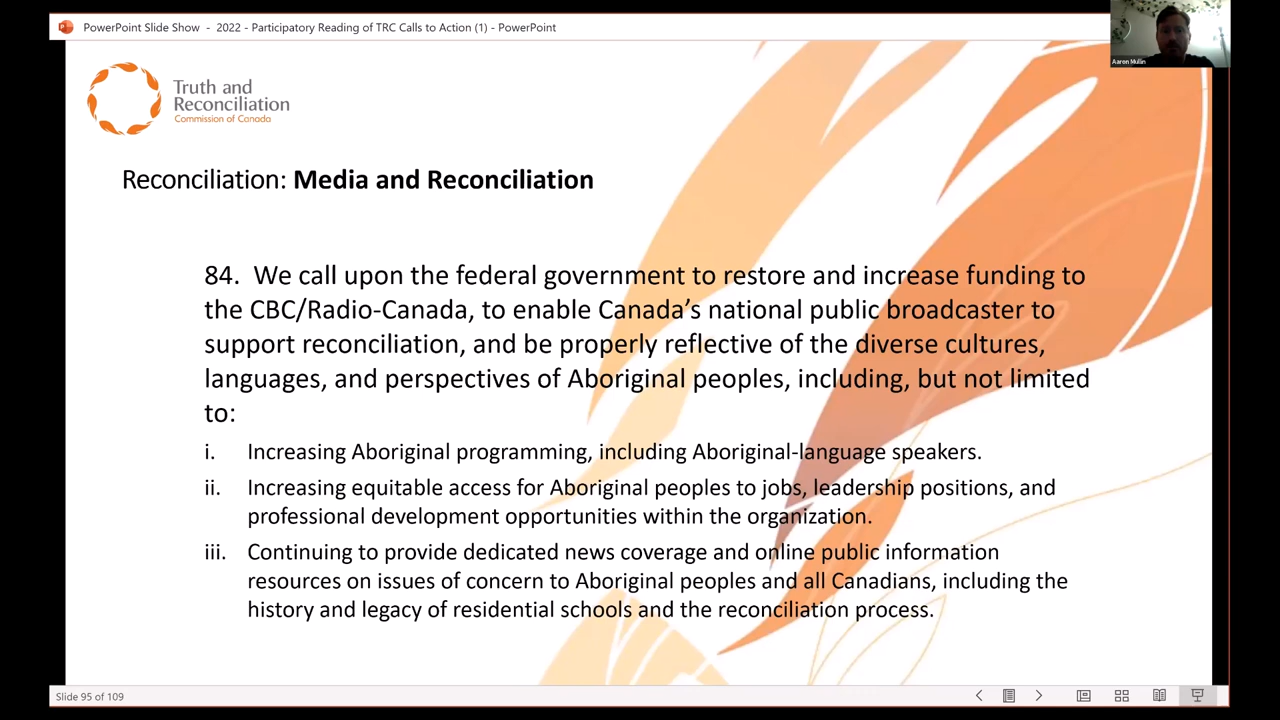 PowerPoint Slide Show - 2022 - Participatory Reading of TRC Calls to Action (1) - PowerPoint
Aaron Mullin
Truth and
Reconciliation
Commission of Canada
Reconciliation: Media and Reconciliation
84. We call upon the federal government to restore and increase funding to
the CBC/Radio-Canada, to enable Canada’s national public broadcaster to
support reconciliation, and be properly reflective of the diverse cultures,
languages, and perspectives of Aboriginal peoples, including, but not limited
to:
i. Increasing Aboriginal programming, including Aboriginal-language speakers.
ii. Increasing equitable access for Aboriginal peoples to jobs, leadership positions, and
professional development opportunities within the organization.
iii. Continuing to provide dedicated news coverage and online public information
resources on issues of concern to Aboriginal peoples and all Canadians, including the
history and legacy of residential schools and the reconciliation process.
Slide 95 of 109